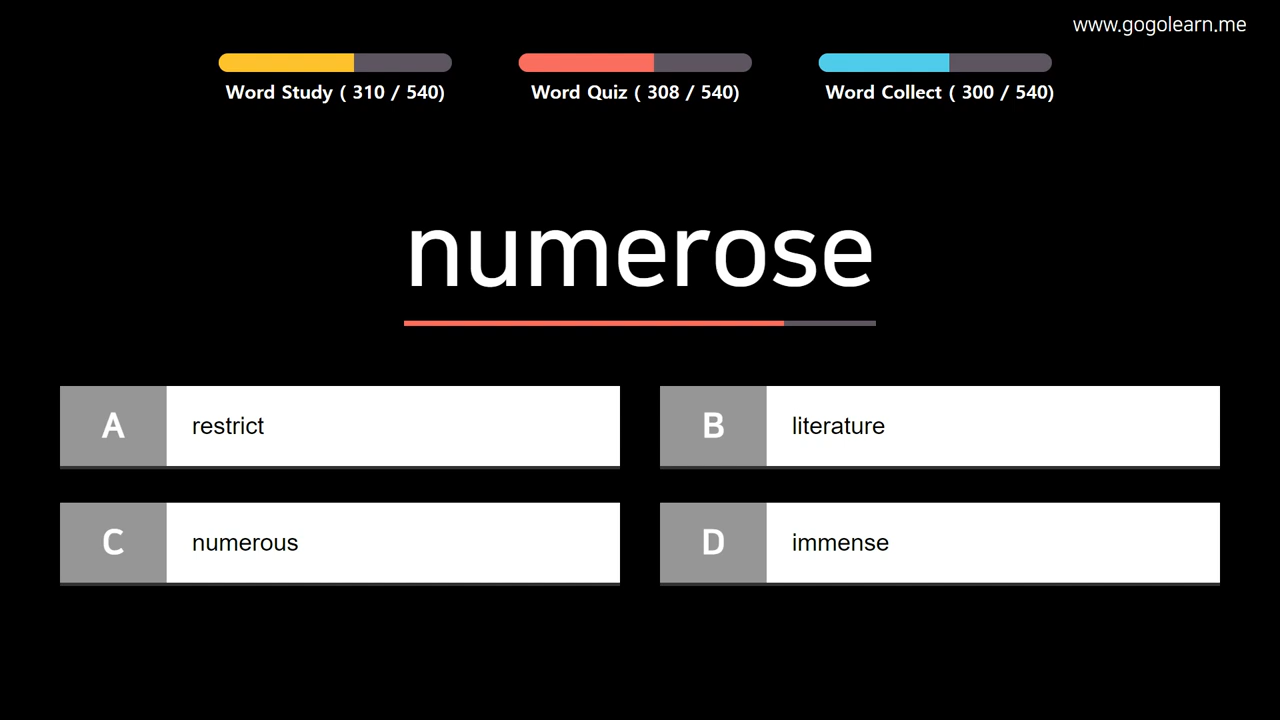 www.gogolearn.me
Word Study ( 310 / 540)
Word Quiz ( 308 / 540)
Word Collect ( 300 / 540)
numerose
A restrict
B literature
C numerous
D immense